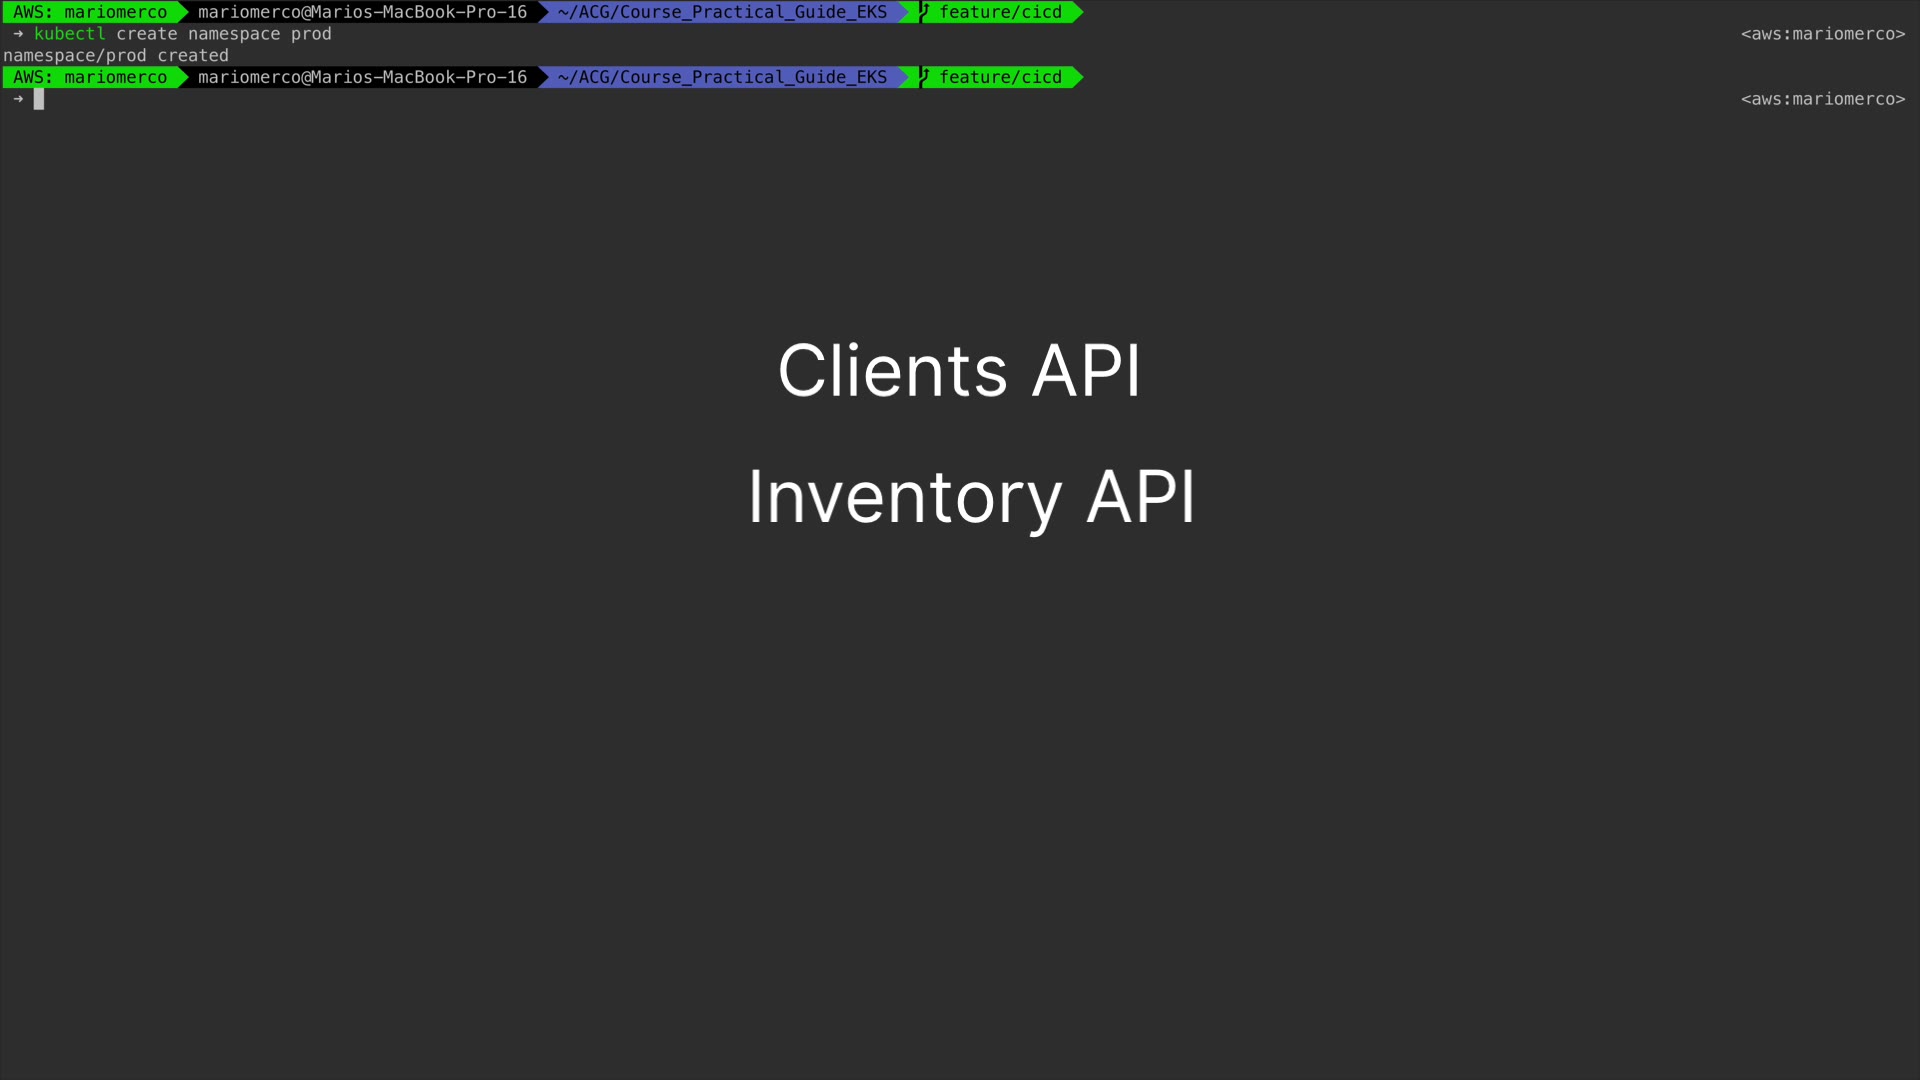 AWS: mariomerco mariomerco@Marios-MacBook-Pro-16 ~/ACG/Course_Practical_Guide_EKS feature/cicd
➜ kubectl create namespace prod <aws:mariomerco>
namespace/prod created
AWS: mariomerco mariomerco@Marios-MacBook-Pro-16 ~/ACG/Course_Practical_Guide_EKS feature/cicd
➜ <aws:mariomerco>
Clients API
Inventory API